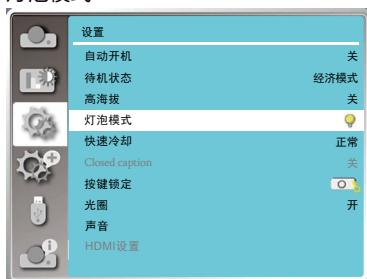 设置
自动开机 关
待机状态 经济模式
高海拔 关
灯泡模式
快速冷却 正常
Closed caption 关
按键锁定
光圈 开
声音
HDMI设置